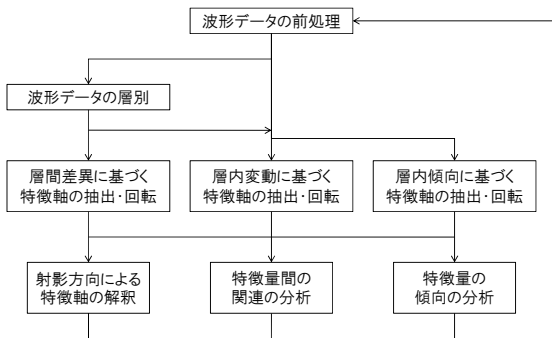 波形データの前処理
波形データの層別
層間差異に基づく
特徴軸の抽出･回転
層内変動に基づく
特徴軸の抽出･回転
層内傾向に基づく
特徴軸の抽出･回転
射影方向による
特徴軸の解釈
特徴量間の
関連の分析
特徴量の
傾向の分析